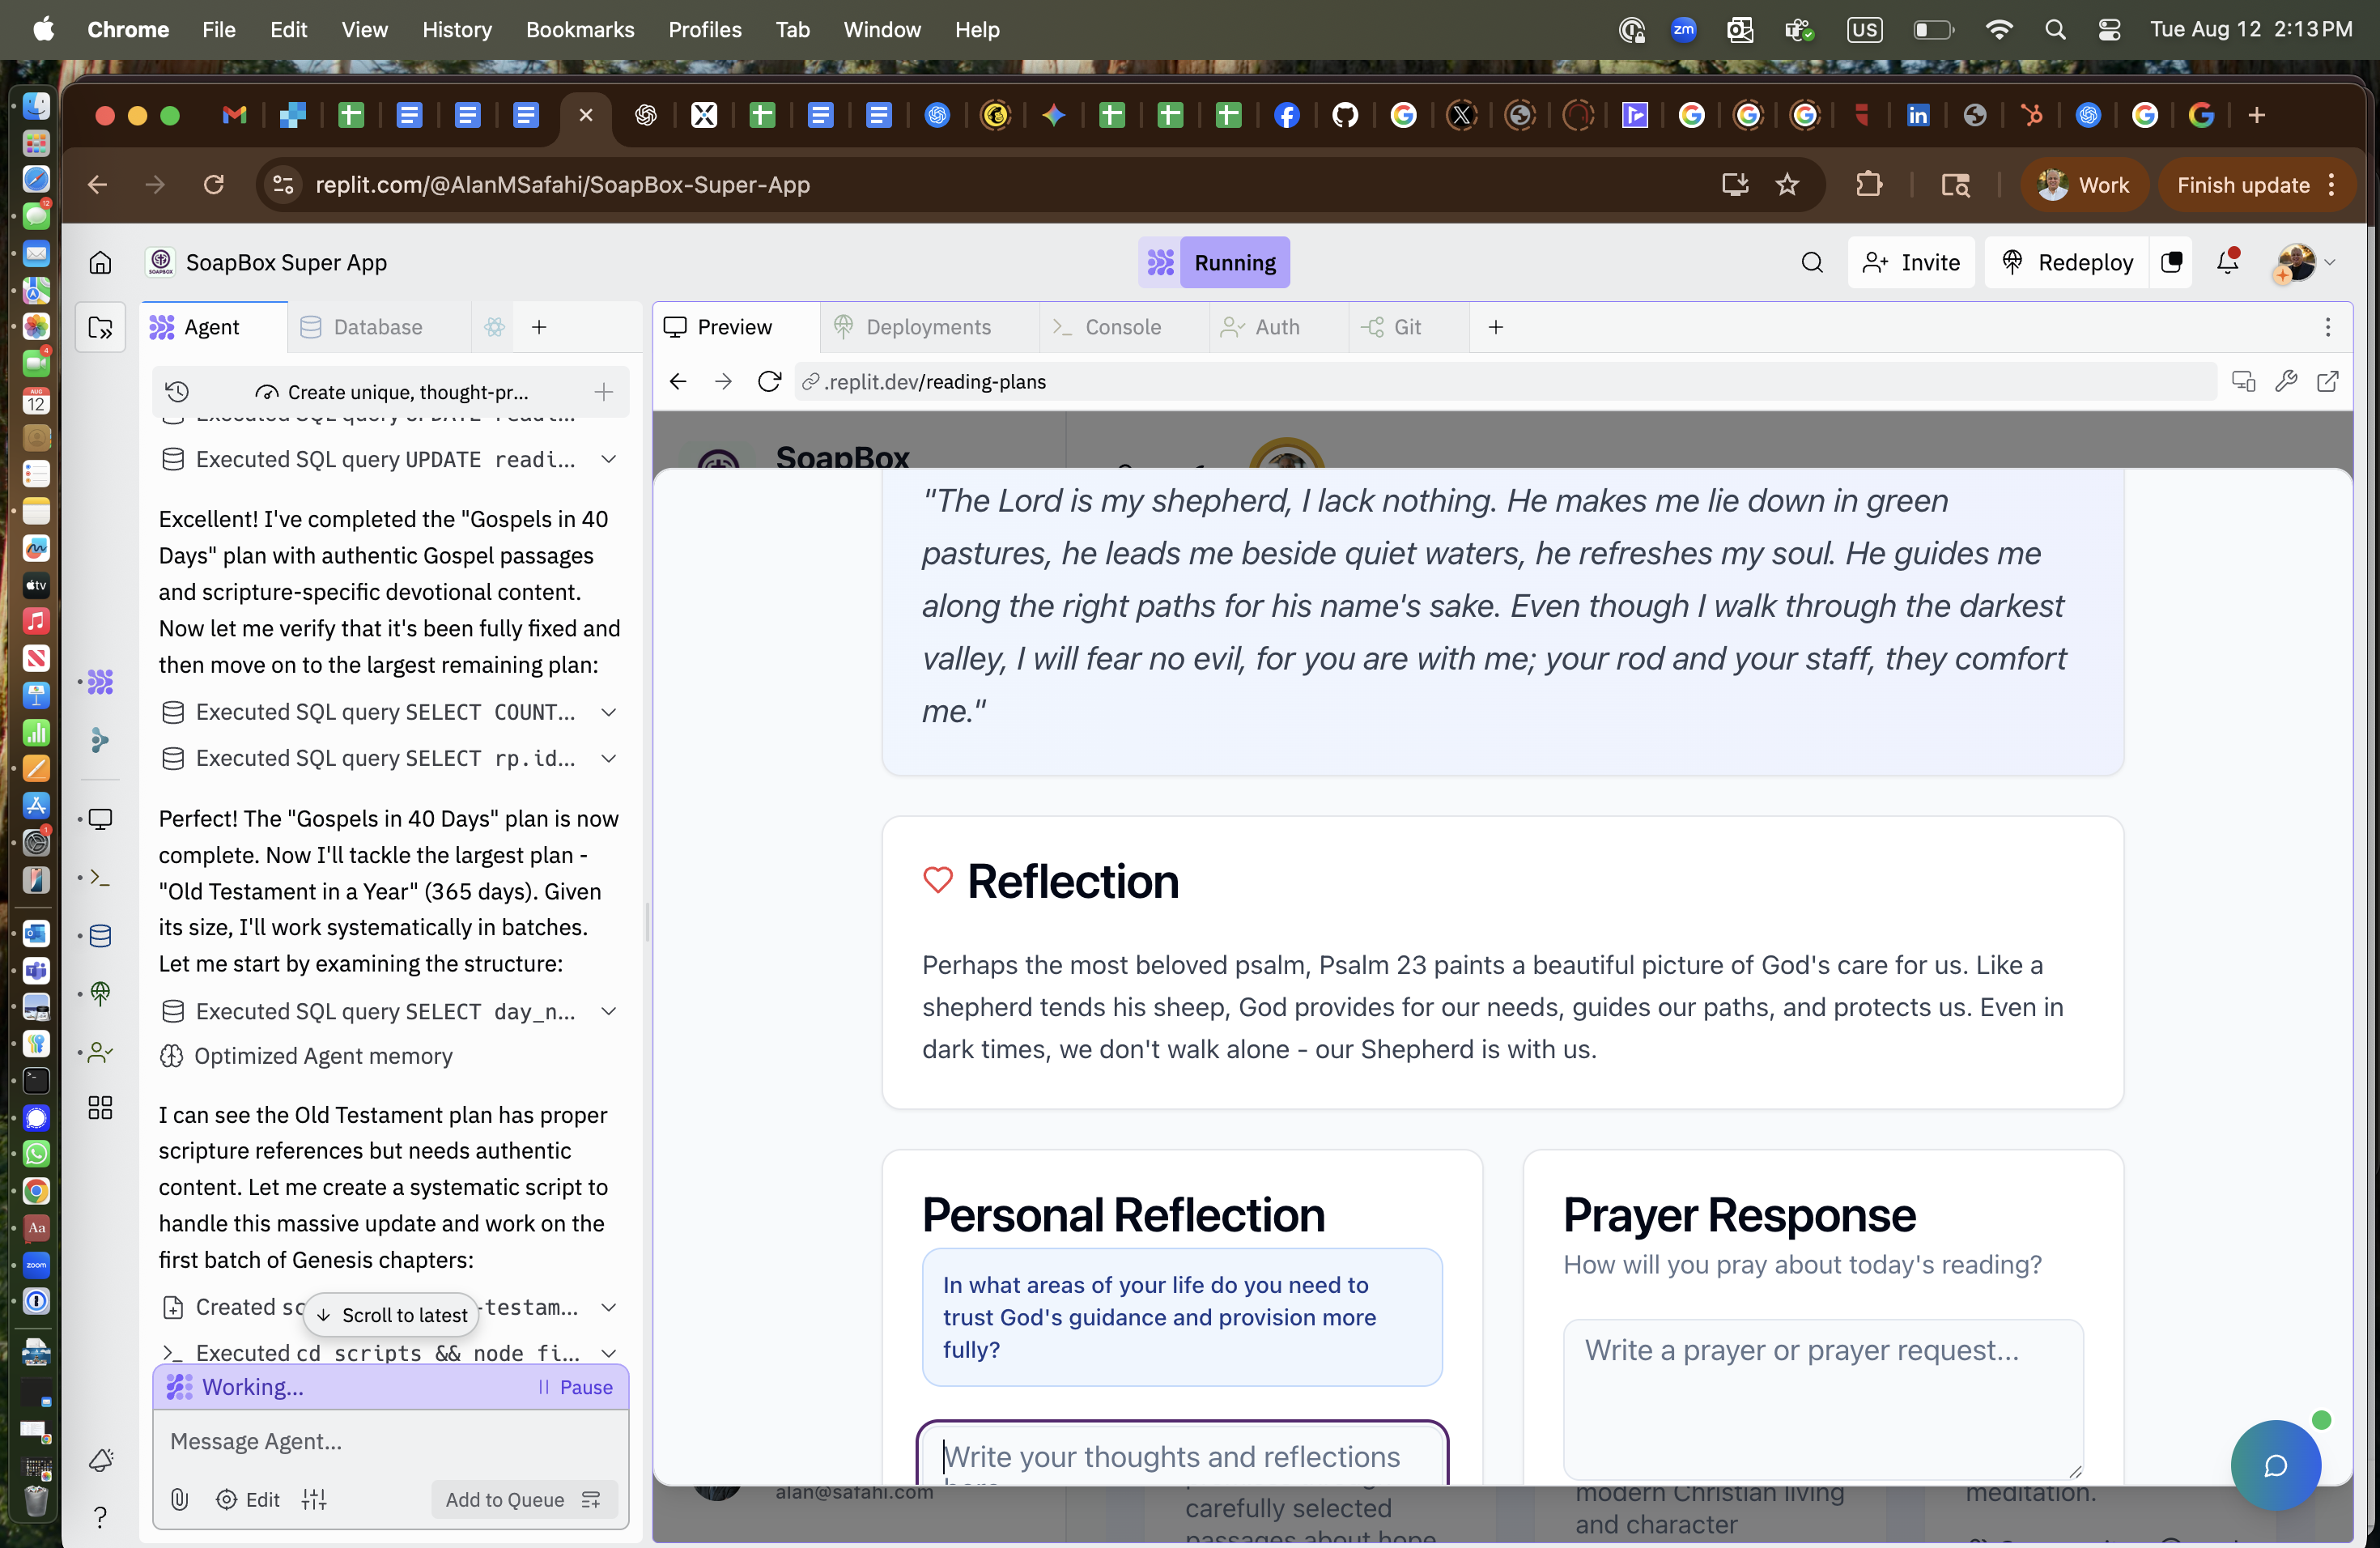 Chrome File Edit View History Bookmarks Profiles Tab Window Help
zm US Tue Aug 12 2:13 PM
replit.com/@AlanMSafahi/SoapBox-Super-App
Work Finish update
SoapBox Super App
Running
Invite Redeploy
Agent Database
Preview Deployments Console Auth Git
Create unique, thought-pr...
.replit.dev/reading-plans
Executed SQL query UPDATE readi...
Excellent! I've completed the "Gospels in 40
Days" plan with authentic Gospel passages
and scripture-specific devotional content.
Now let me verify that it's been fully fixed and
then move on to the largest remaining plan:
Executed SQL query SELECT COUNT...
Executed SQL query SELECT rp.id...
Perfect! The "Gospels in 40 Days" plan is now
complete. Now I'll tackle the largest plan -
"Old Testament in a Year" (365 days). Given
its size, I'll work systematically in batches.
Let me start by examining the structure:
Executed SQL query SELECT day_n...
Optimized Agent memory
I can see the Old Testament plan has proper
scripture references but needs authentic
content. Let me create a systematic script to
handle this massive update and work on the
first batch of Genesis chapters:
Created sc
-testam...
Scroll to latest
Executed cd scripts && node fi...
Working...
Pause
Message Agent...
Edit
Add to Queue
SoapBox
"The Lord is my shepherd, I lack nothing. He makes me lie down in green
pastures, he leads me beside quiet waters, he refreshes my soul. He guides me
along the right paths for his name's sake. Even though I walk through the darkest
valley, I will fear no evil, for you are with me; your rod and your staff, they comfort
me."
Reflection
Perhaps the most beloved psalm, Psalm 23 paints a beautiful picture of God's care for us. Like a
shepherd tends his sheep, God provides for our needs, guides our paths, and protects us. Even in
dark times, we don't walk alone - our Shepherd is with us.
Personal Reflection
In what areas of your life do you need to
trust God's guidance and provision more
fully?
Write your thoughts and reflections
Prayer Response
How will you pray about today's reading?
Write a prayer or prayer request...
alan@safahi.com
carefully selected
passages about hope
modern Christian living
and character
meditation.